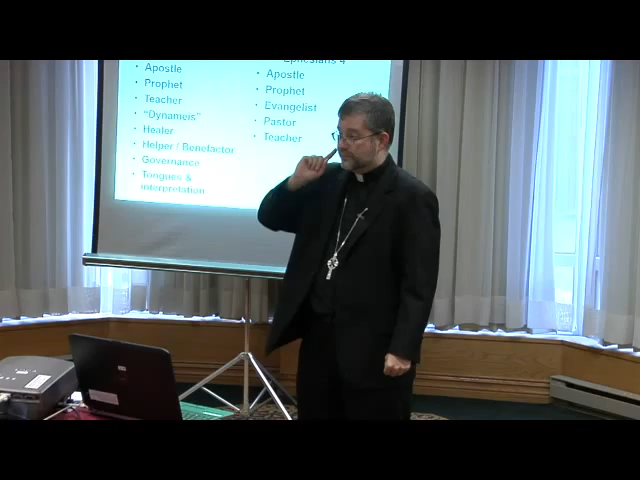 Apostle
Prophet
Teacher
“Dynameis”
Healer
Helper / Benefactor
Governance
Tongues &
interpretation
Ephesians 4
Apostle
Prophet
Evangelist
Pastor
Teacher